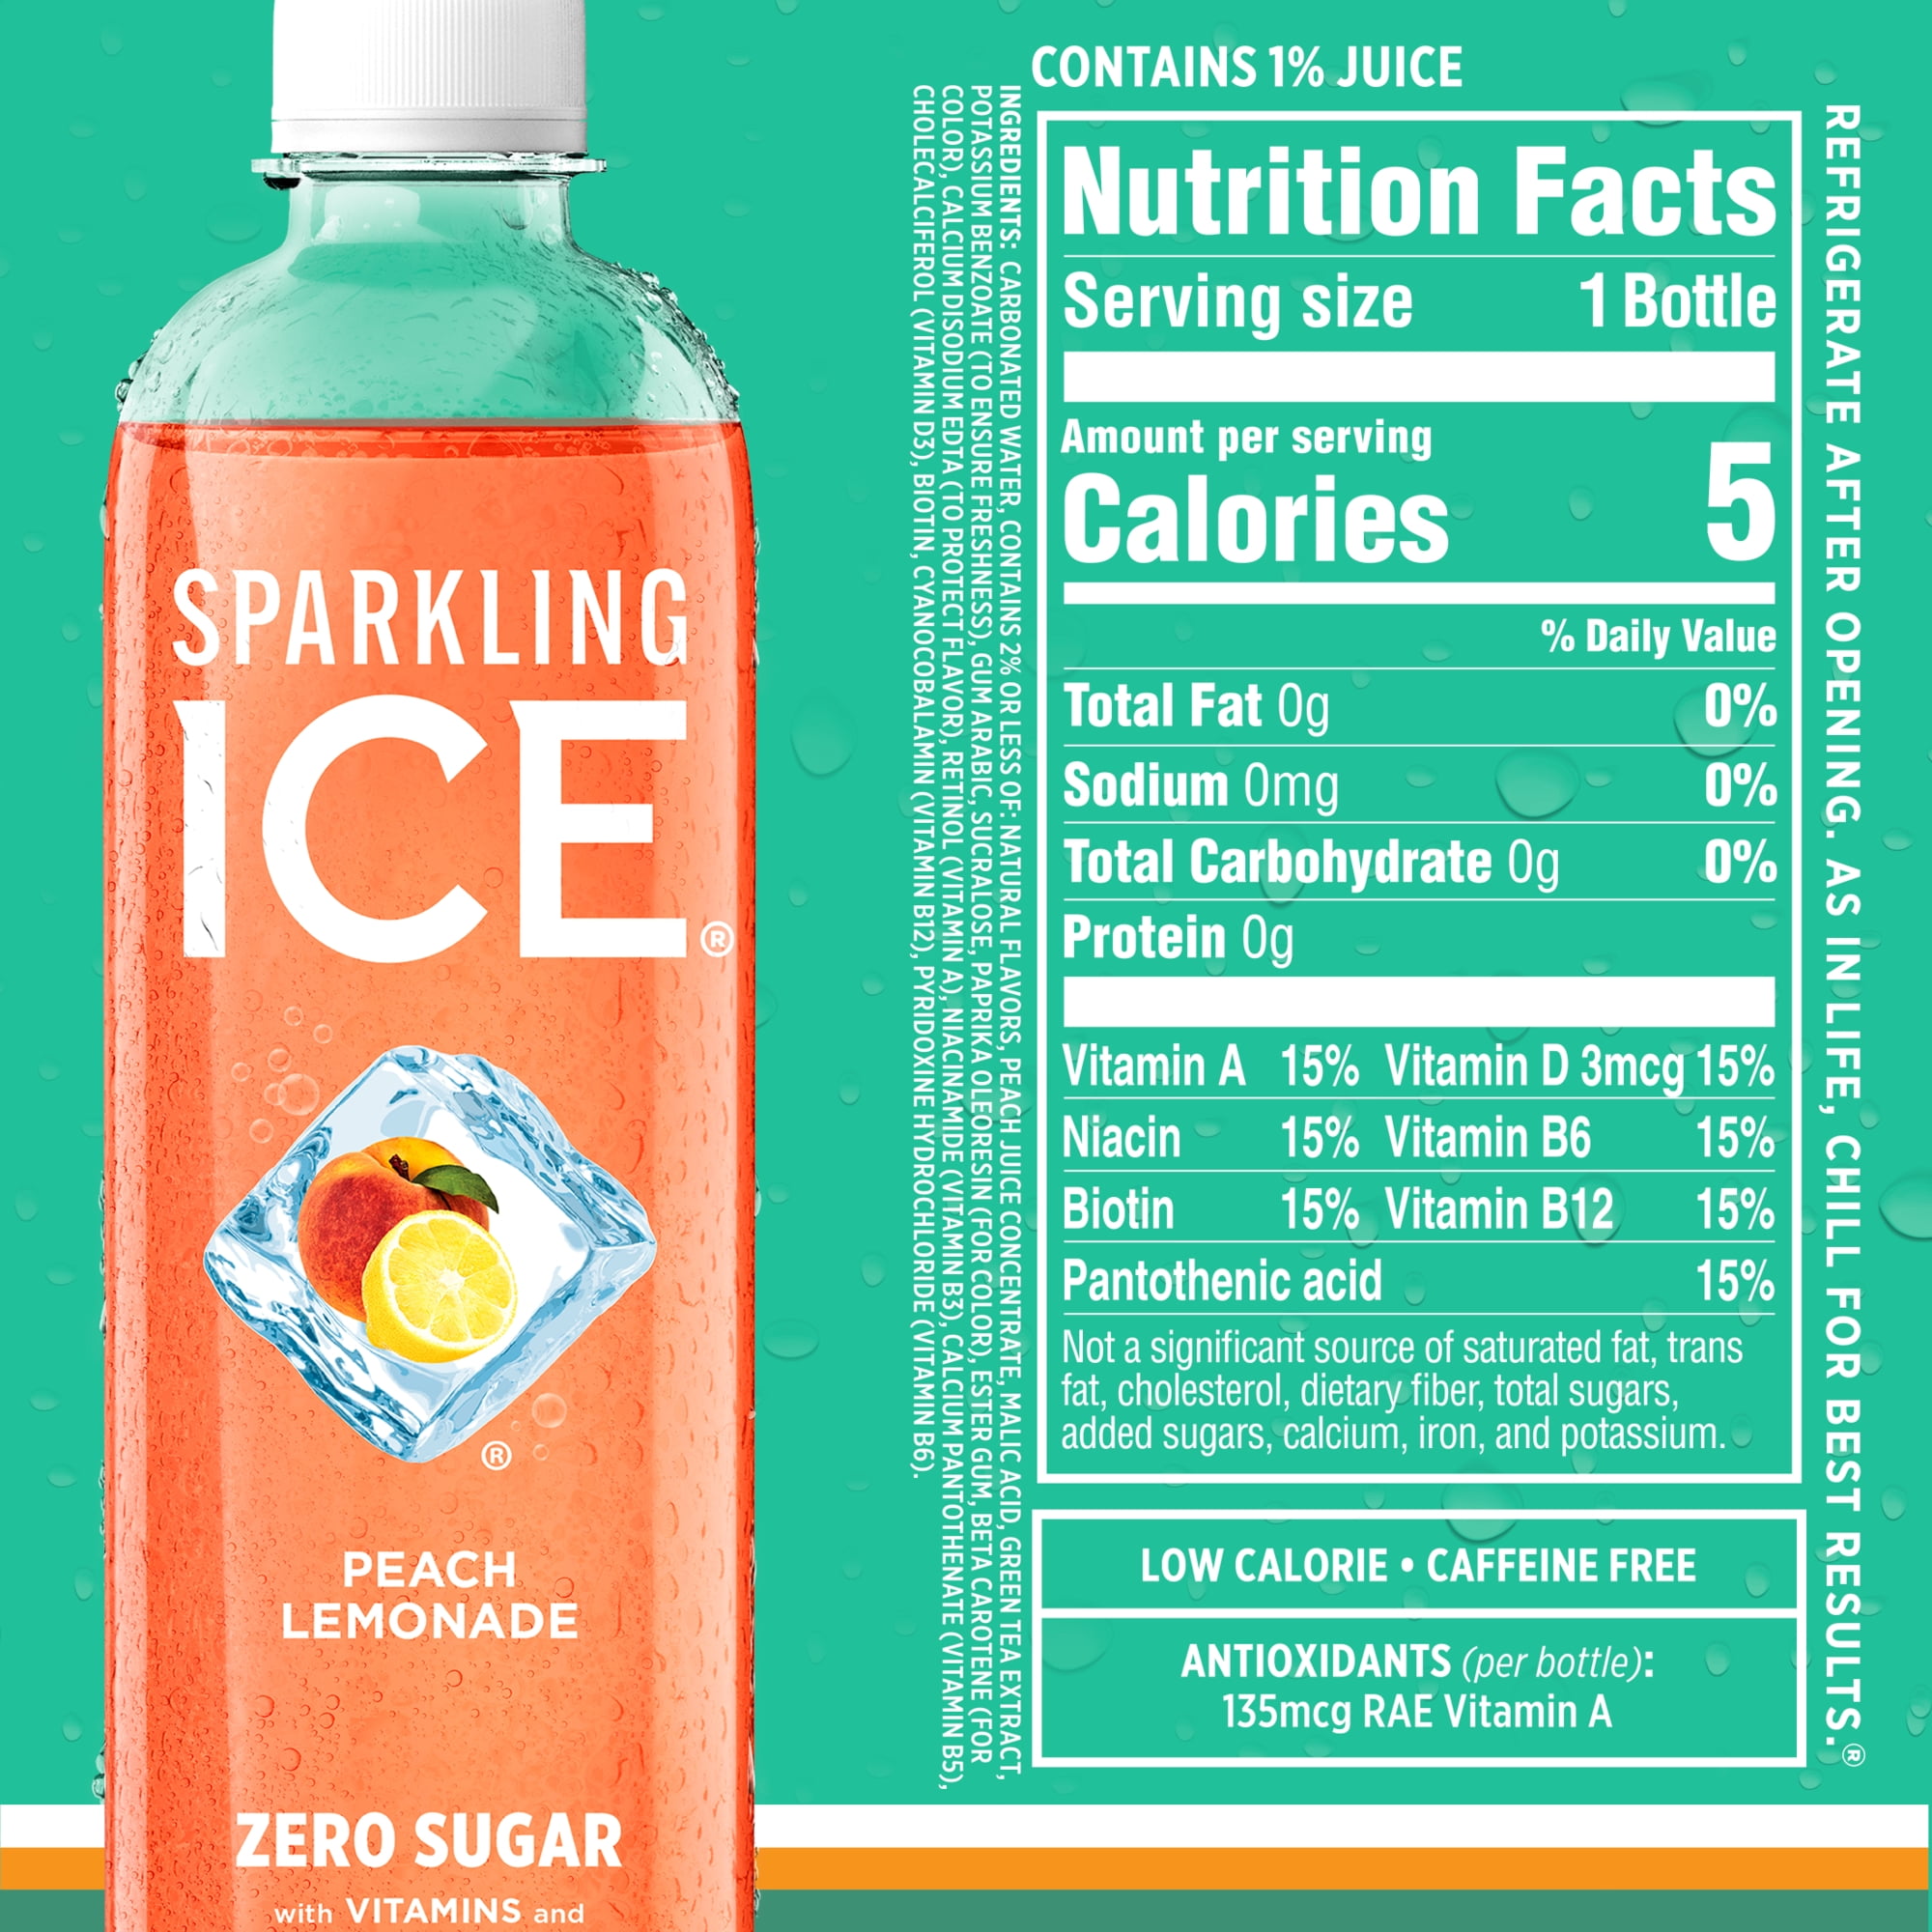 SPARKLING
ICE®
®
PEACH
LEMONADE
ZERO SUGAR
with VITAMINS and
INGREDIENTS: CARBONATED WATER, CONTAINS 2% OR LESS OF: NATURAL FLAVORS, PEACH JUICE CONCENTRATE, MALIC ACID, GREEN TEA EXTRACT,
POTASSIUM BENZOATE (TO ENSURE FRESHNESS), GUM ARABIC, SUCRALOSE, PAPRIKA OLEORESIN (FOR COLOR), ESTER GUM, BETA CAROTENE (FOR
COLOR), CALCIUM DISODIUM EDTA (TO PROTECT FLAVOR), RETINOL (VITAMIN A), NIACINAMIDE (VITAMIN B3), CALCIUM PANTOTHENATE (VITAMIN B5),
CHOLECALCIFEROL (VITAMIN D3), BIOTIN, CYANOCOBALAMIN (VITAMIN B12), PYRIDOXINE HYDROCHLORIDE (VITAMIN B6).
CONTAINS 1% JUICE
Nutrition Facts
Serving size 1 Bottle
Amount per serving
Calories 5
% Daily Value
Total Fat 0g 0%
Sodium 0mg 0%
Total Carbohydrate 0g 0%
Protein 0g
Vitamin A 15% Vitamin D 3mcg 15%
Niacin 15% Vitamin B6 15%
Biotin 15% Vitamin B12 15%
Pantothenic acid 15%
Not a significant source of saturated fat, trans
fat, cholesterol, dietary fiber, total sugars,
added sugars, calcium, iron, and potassium.
LOW CALORIE • CAFFEINE FREE
ANTIOXIDANTS (per bottle):
135mcg RAE Vitamin A
REFRIGERATE AFTER OPENING. AS IN LIFE, CHILL FOR BEST RESULTS.®